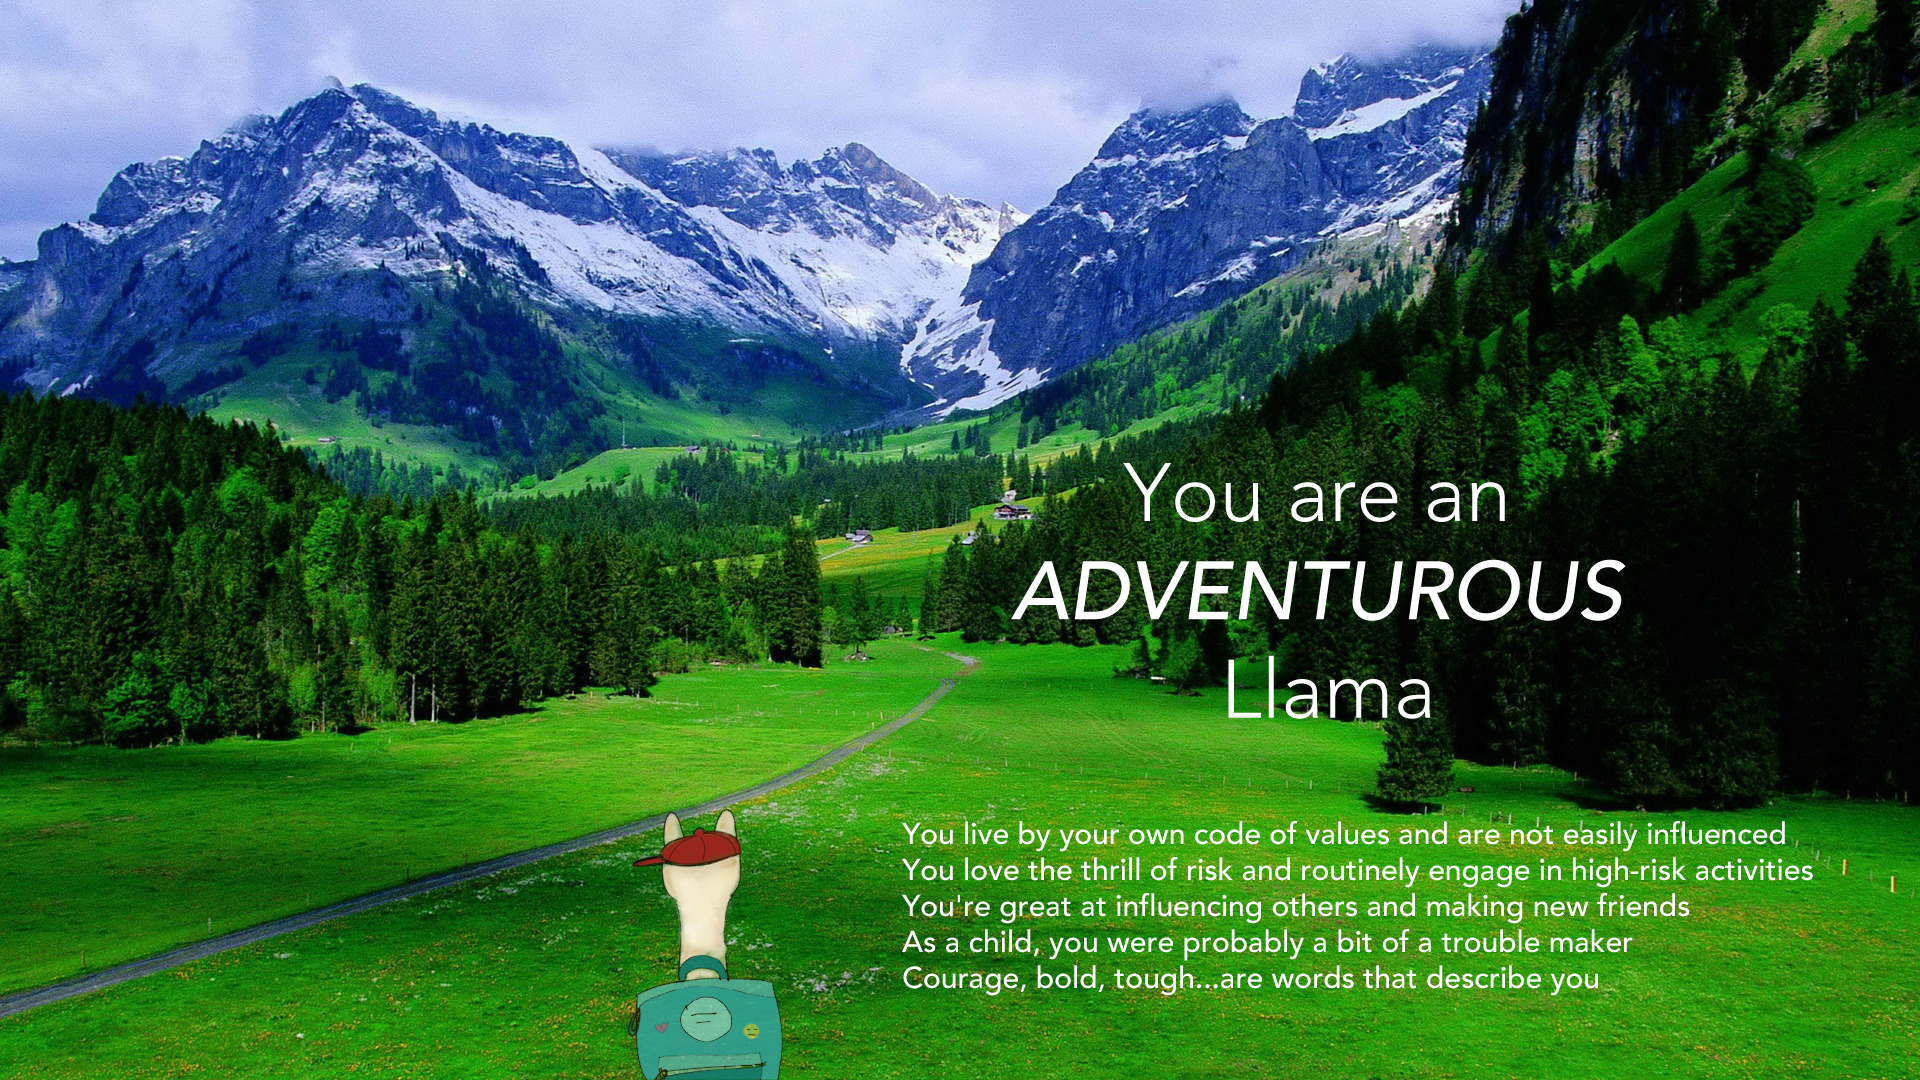 You are an
ADVENTUROUS
Llama
You live by your own code of values and are not easily influenced
You love the thrill of risk and routinely engage in high-risk activities
You're great at influencing others and making new friends
As a child, you were probably a bit of a trouble maker
Courage, bold, tough...are words that describe you